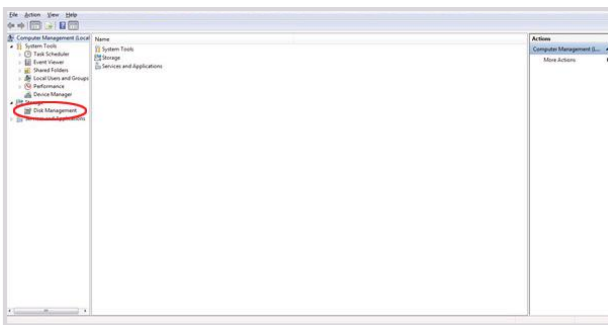 File Action View Help
Computer Management (Local
System Tools
Task Scheduler
Event Viewer
Shared Folders
Local Users and Groups
Performance
Device Manager
Storage
Disk Management
Services and Applications
Name
System Tools
Storage
Services and Applications
Actions
Computer Management (L...
More Actions